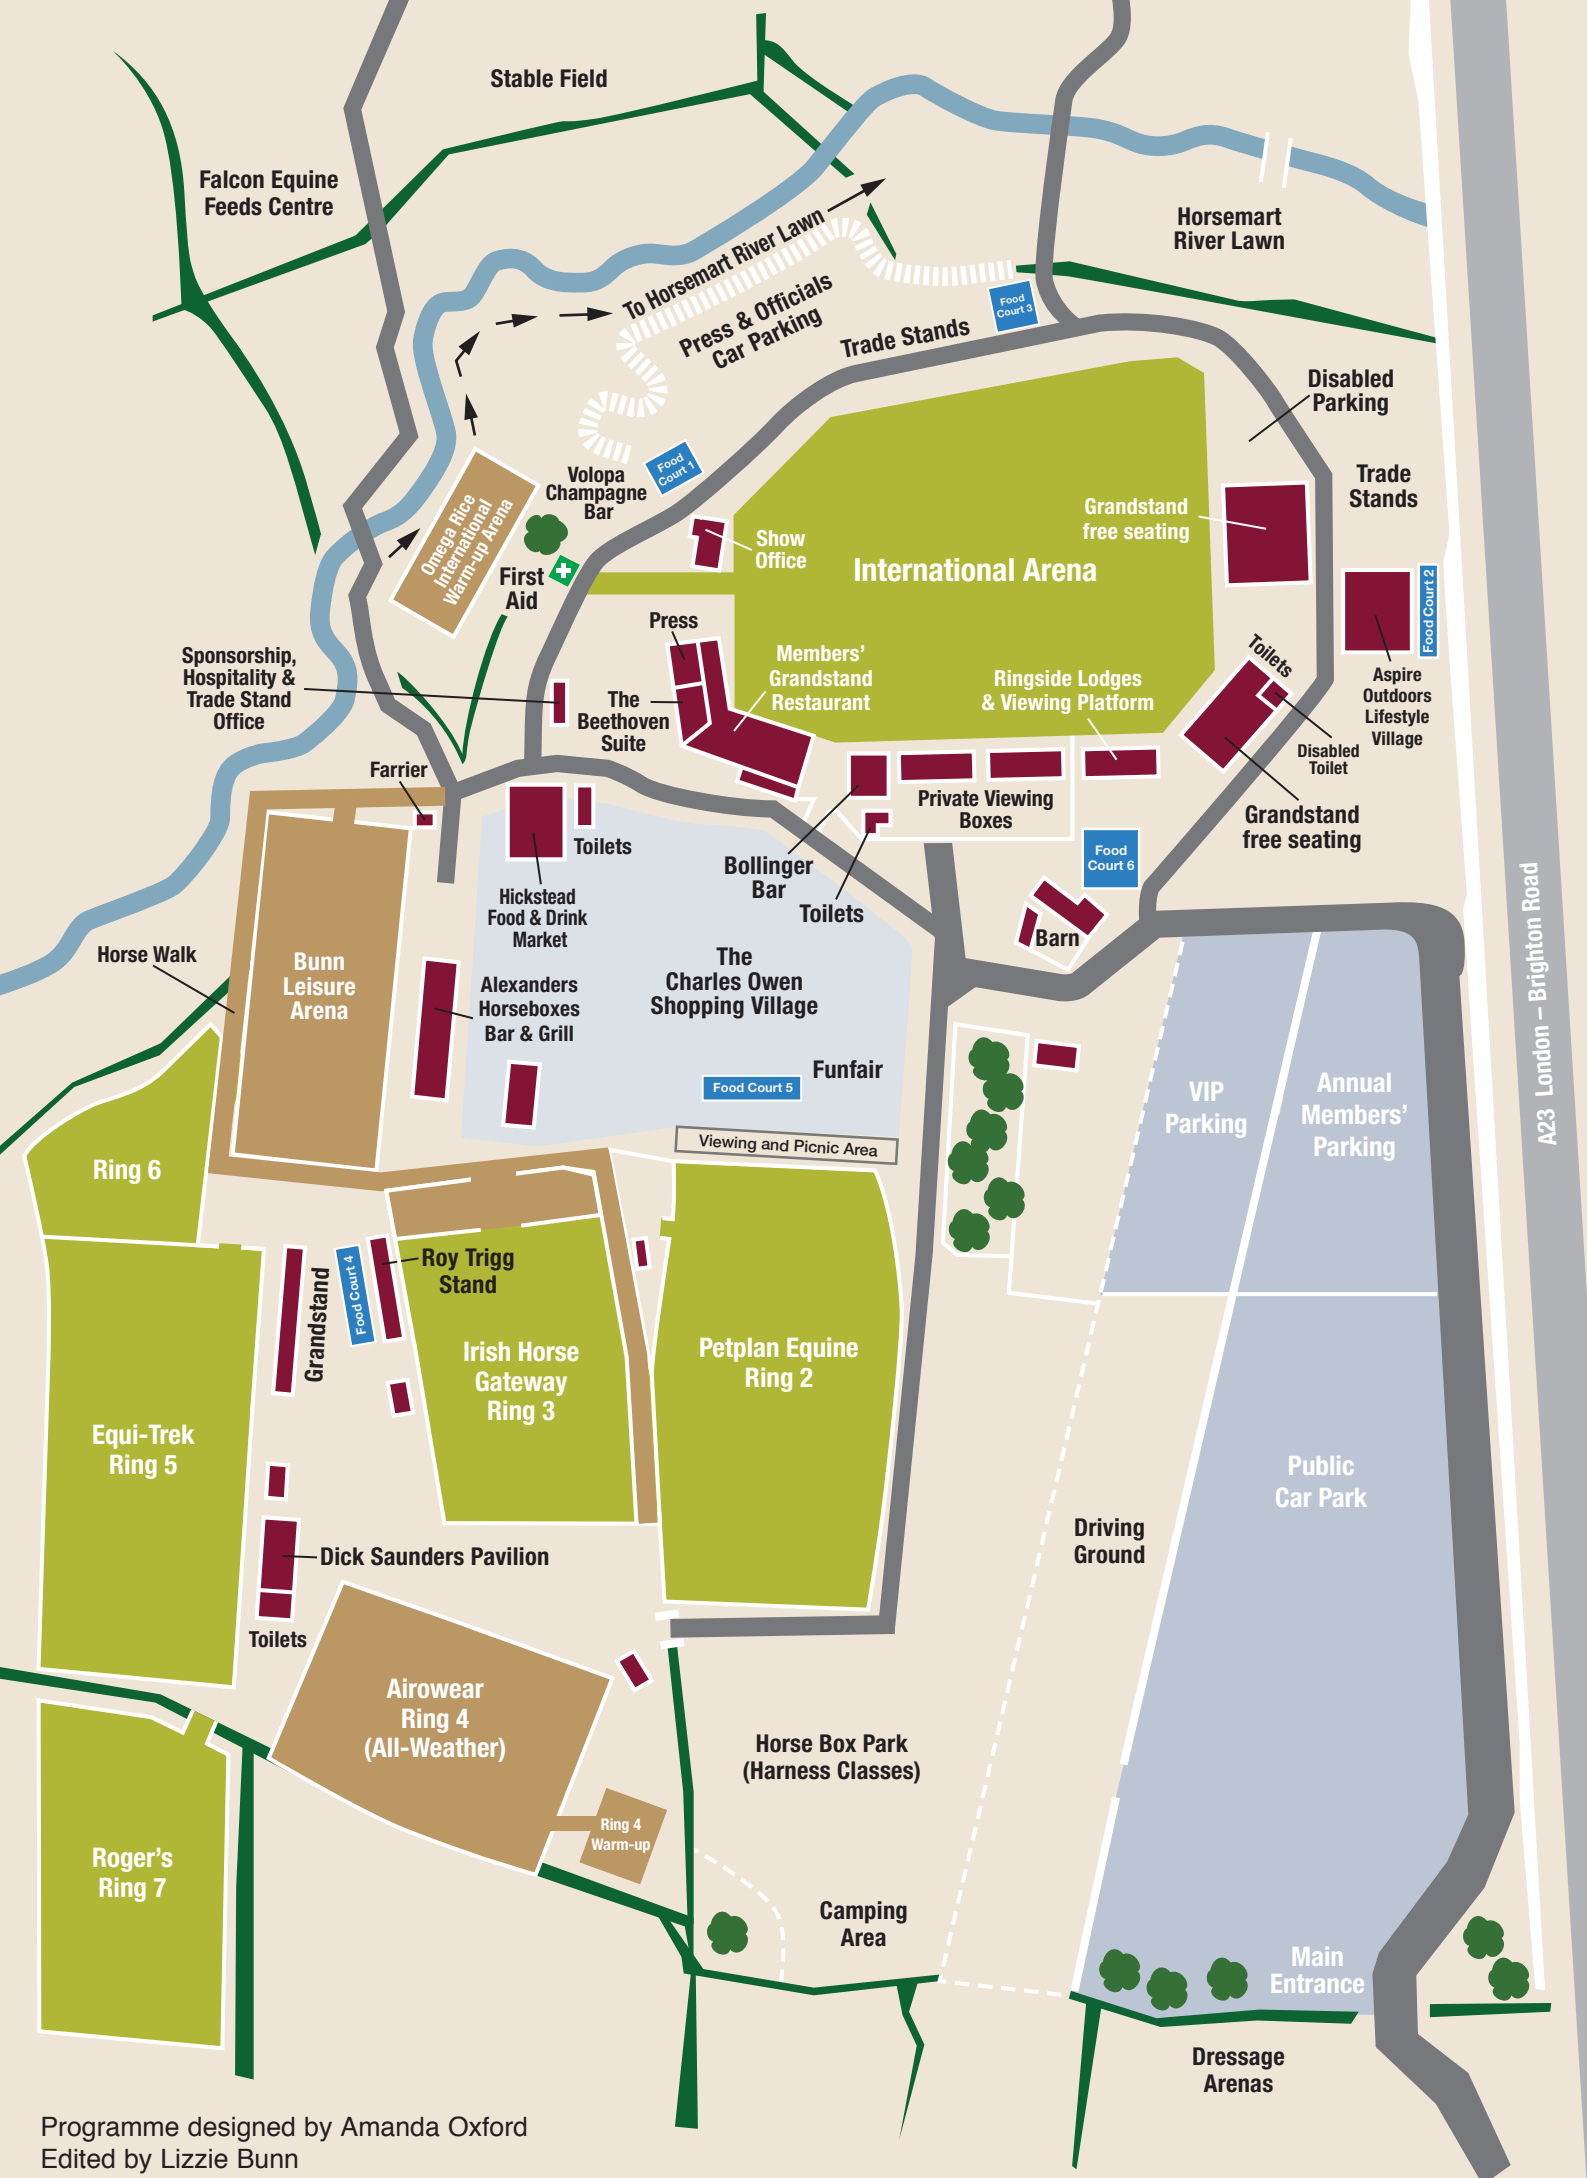 Stable Field
Falcon Equine
Feeds Centre
Horsemart
River Lawn
To Horsemart River Lawn
Press & Officials
Car Parking
Food
Court 3
Trade Stands
Disabled
Parking
Trade
Stands
Volopa
Champagne
Bar
Food
Court 1
Omega Rice
International
Warm-up Arena
First
Aid
Show
Office
International Arena
Grandstand
free seating
Food Court 2
Aspire
Outdoors
Lifestyle
Village
Press
Members’
Grandstand
Restaurant
Ringside Lodges
& Viewing Platform
Toilets
Disabled
Toilet
Sponsorship,
Hospitality &
Trade Stand
Office
The
Beethoven
Suite
Farrier
Private Viewing
Boxes
Grandstand
free seating
Toilets
Bollinger
Bar
Toilets
Food
Court 6
Barn
Hickstead
Food & Drink
Market
Horse Walk
Bunn
Leisure
Arena
Alexanders
Horseboxes
Bar & Grill
The
Charles Owen
Shopping Village
Funfair
Food Court 5
Viewing and Picnic Area
VIP
Parking
Annual
Members’
Parking
A23 London – Brighton Road
Ring 6
Food Court 4
Grandstand
Roy Trigg
Stand
Irish Horse
Gateway
Ring 3
Petplan Equine
Ring 2
Equi-Trek
Ring 5
Public
Car Park
Driving
Ground
Dick Saunders Pavilion
Toilets
Airowear
Ring 4
(All-Weather)
Horse Box Park
(Harness Classes)
Ring 4
Warm-up
Roger’s
Ring 7
Camping
Area
Main
Entrance
Dressage
Arenas
Programme designed by Amanda Oxford
Edited by Lizzie Bunn